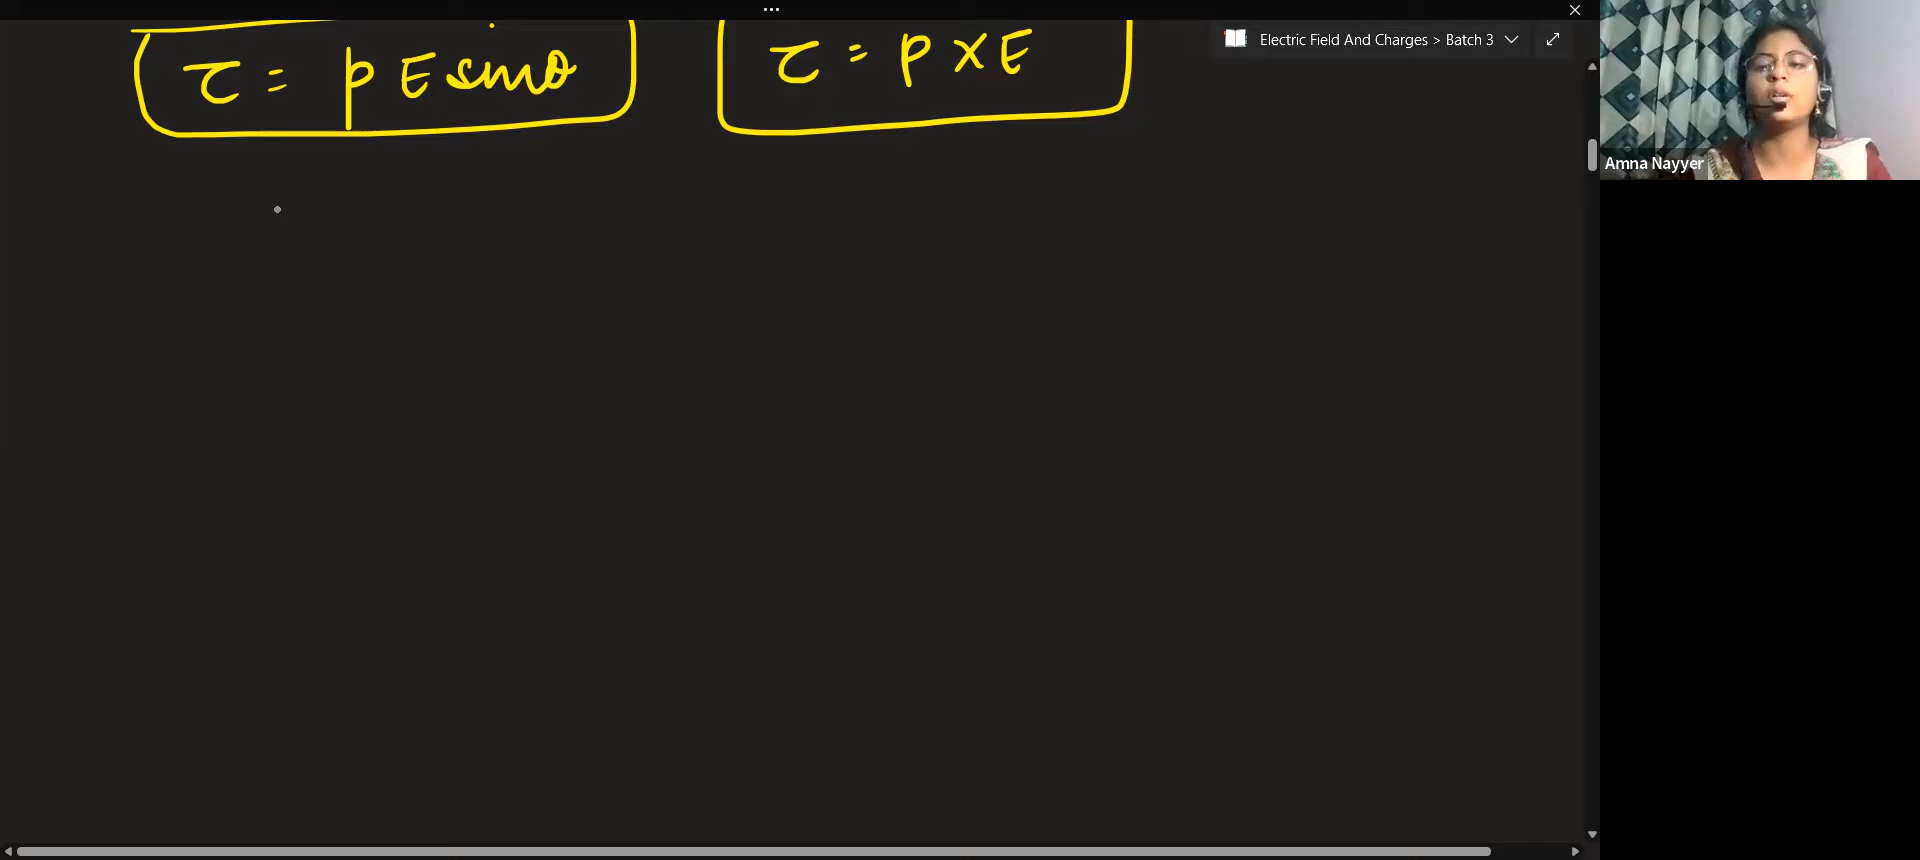 Electric Field And Charges > Batch 3
τ = p E sinθ
τ = p x E
Amna Nayyer